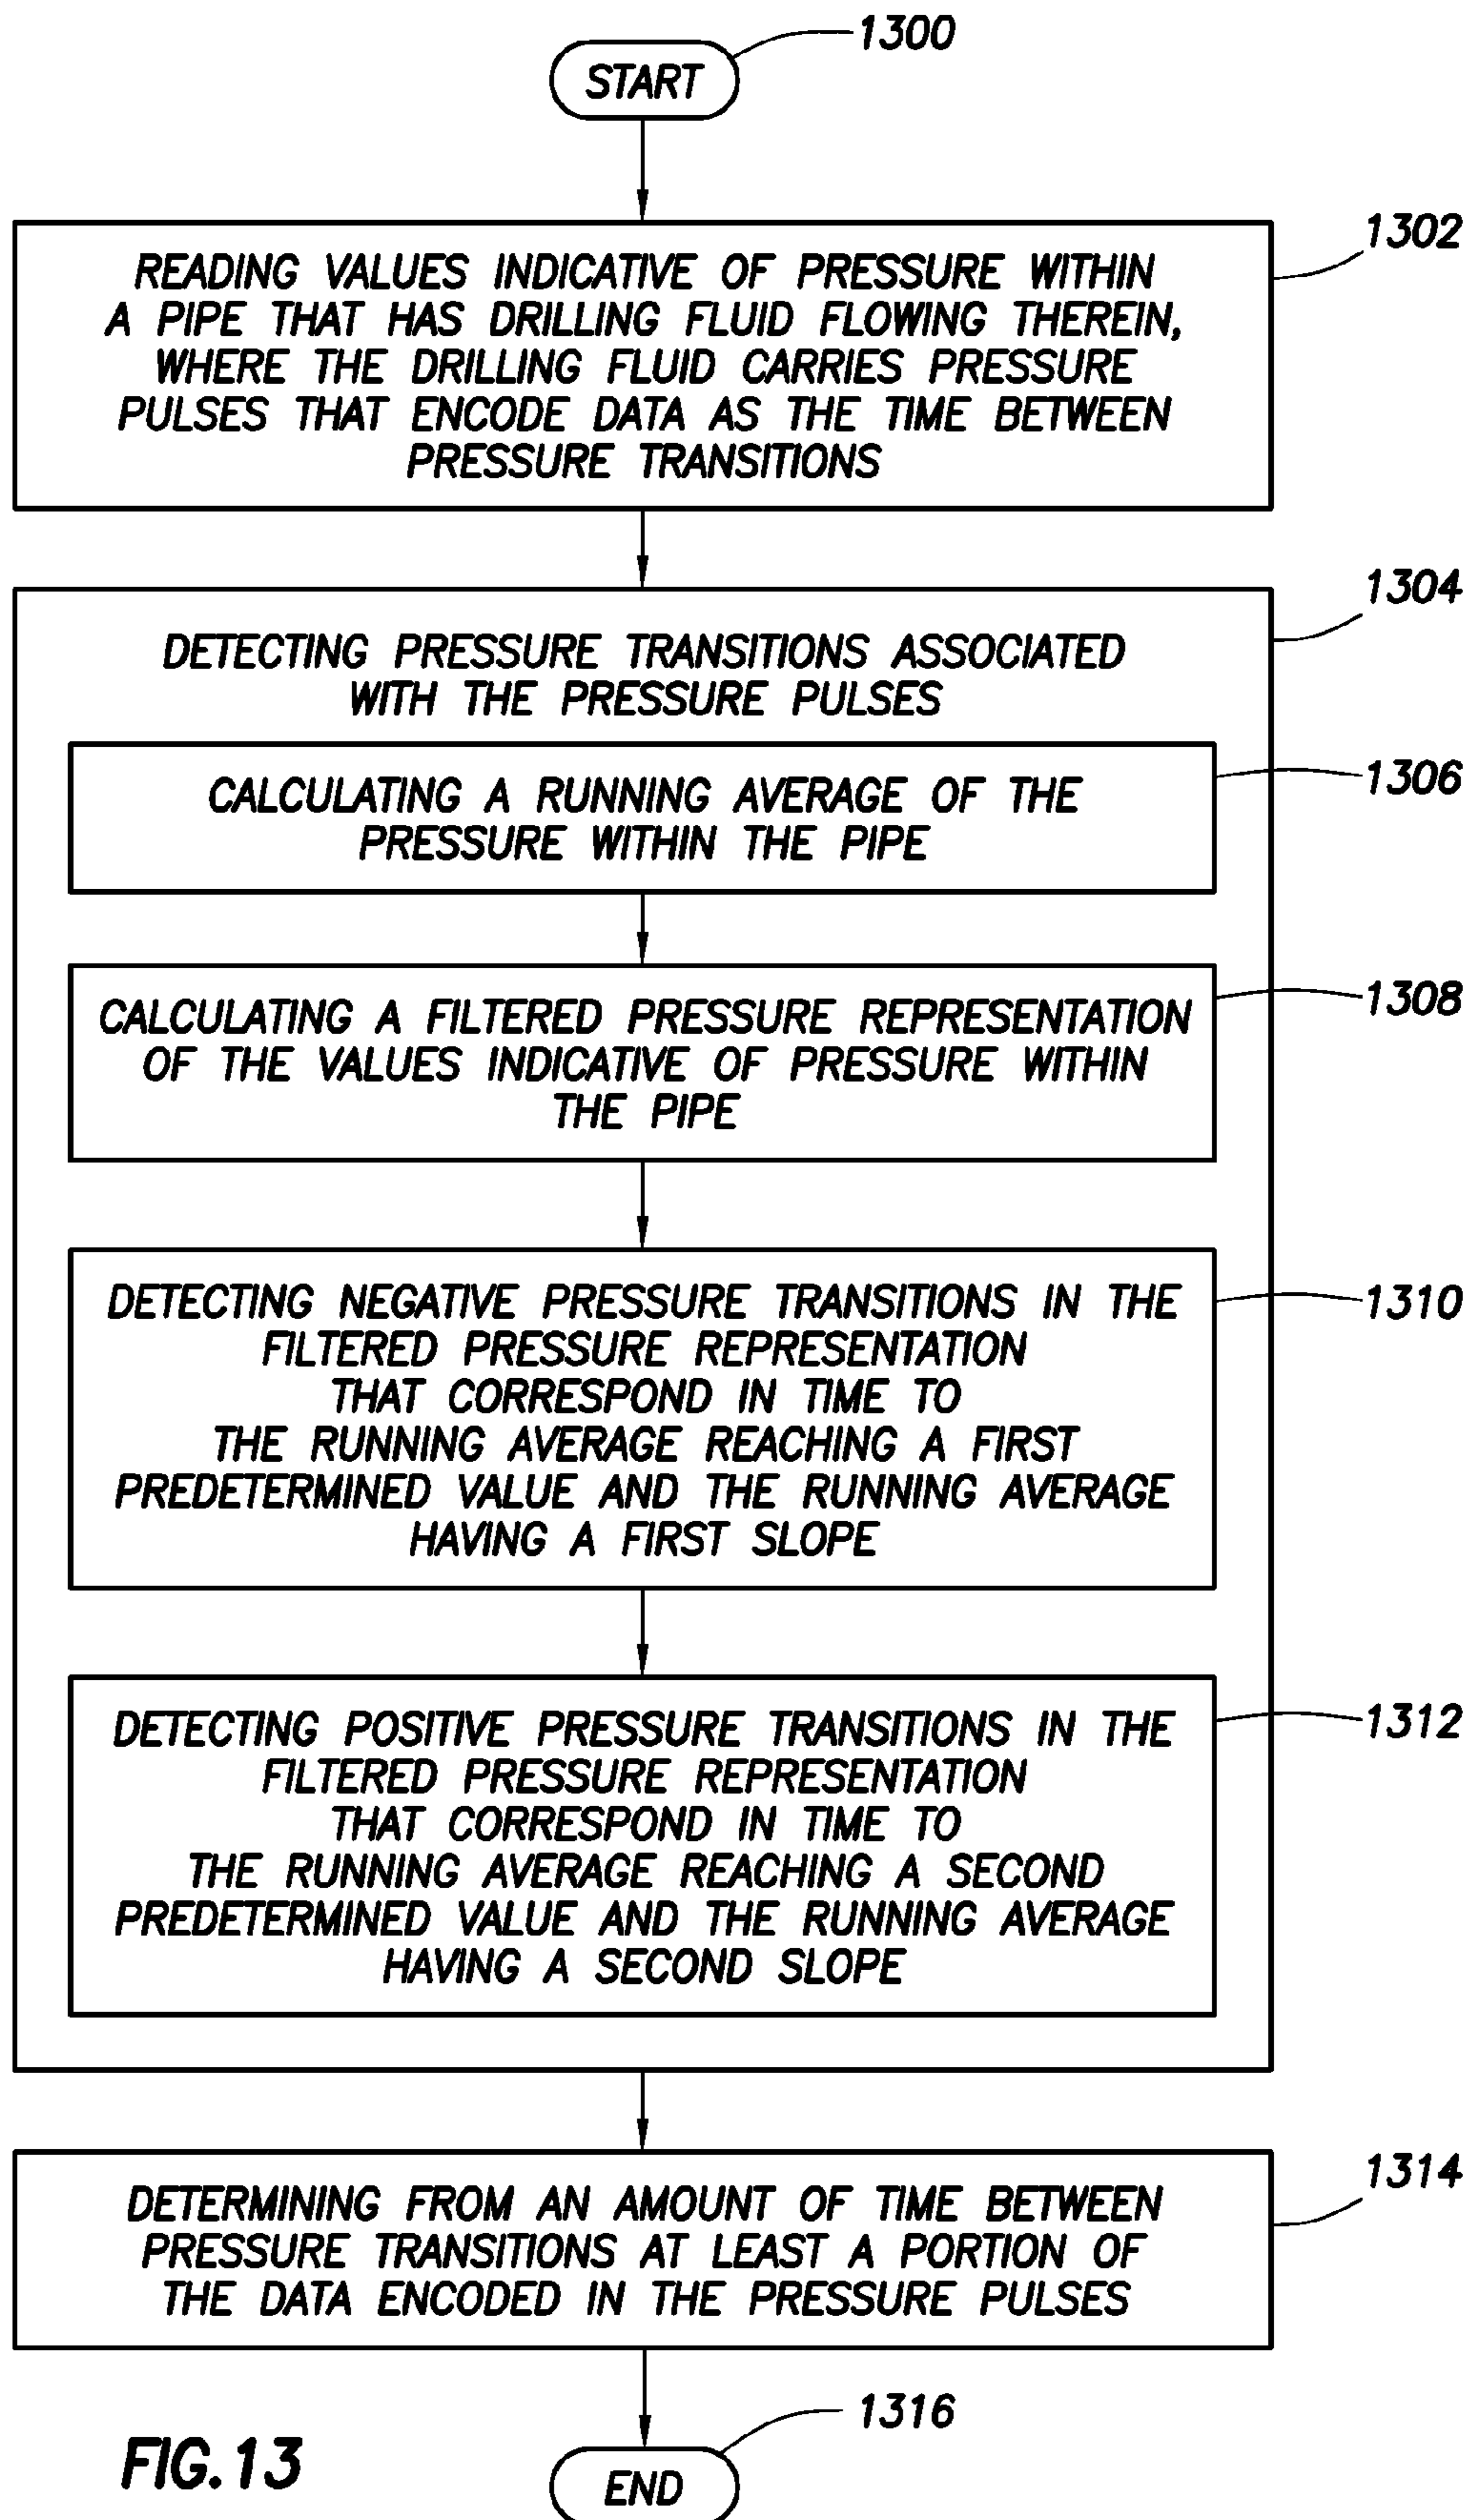 START
1300
READING VALUES INDICATIVE OF PRESSURE WITHIN
A PIPE THAT HAS DRILLING FLUID FLOWING THEREIN,
WHERE THE DRILLING FLUID CARRIES PRESSURE
PULSES THAT ENCODE DATA AS THE TIME BETWEEN
PRESSURE TRANSITIONS
1302
DETECTING PRESSURE TRANSITIONS ASSOCIATED
WITH THE PRESSURE PULSES
1304
CALCULATING A RUNNING AVERAGE OF THE
PRESSURE WITHIN THE PIPE
1306
CALCULATING A FILTERED PRESSURE REPRESENTATION
OF THE VALUES INDICATIVE OF PRESSURE WITHIN
THE PIPE
1308
DETECTING NEGATIVE PRESSURE TRANSITIONS IN THE
FILTERED PRESSURE REPRESENTATION
THAT CORRESPOND IN TIME TO
THE RUNNING AVERAGE REACHING A FIRST
PREDETERMINED VALUE AND THE RUNNING AVERAGE
HAVING A FIRST SLOPE
1310
DETECTING POSITIVE PRESSURE TRANSITIONS IN THE
FILTERED PRESSURE REPRESENTATION
THAT CORRESPOND IN TIME TO
THE RUNNING AVERAGE REACHING A SECOND
PREDETERMINED VALUE AND THE RUNNING AVERAGE
HAVING A SECOND SLOPE
1312
DETERMINING FROM AN AMOUNT OF TIME BETWEEN
PRESSURE TRANSITIONS AT LEAST A PORTION OF
THE DATA ENCODED IN THE PRESSURE PULSES
1314
END
1316
FIG.13